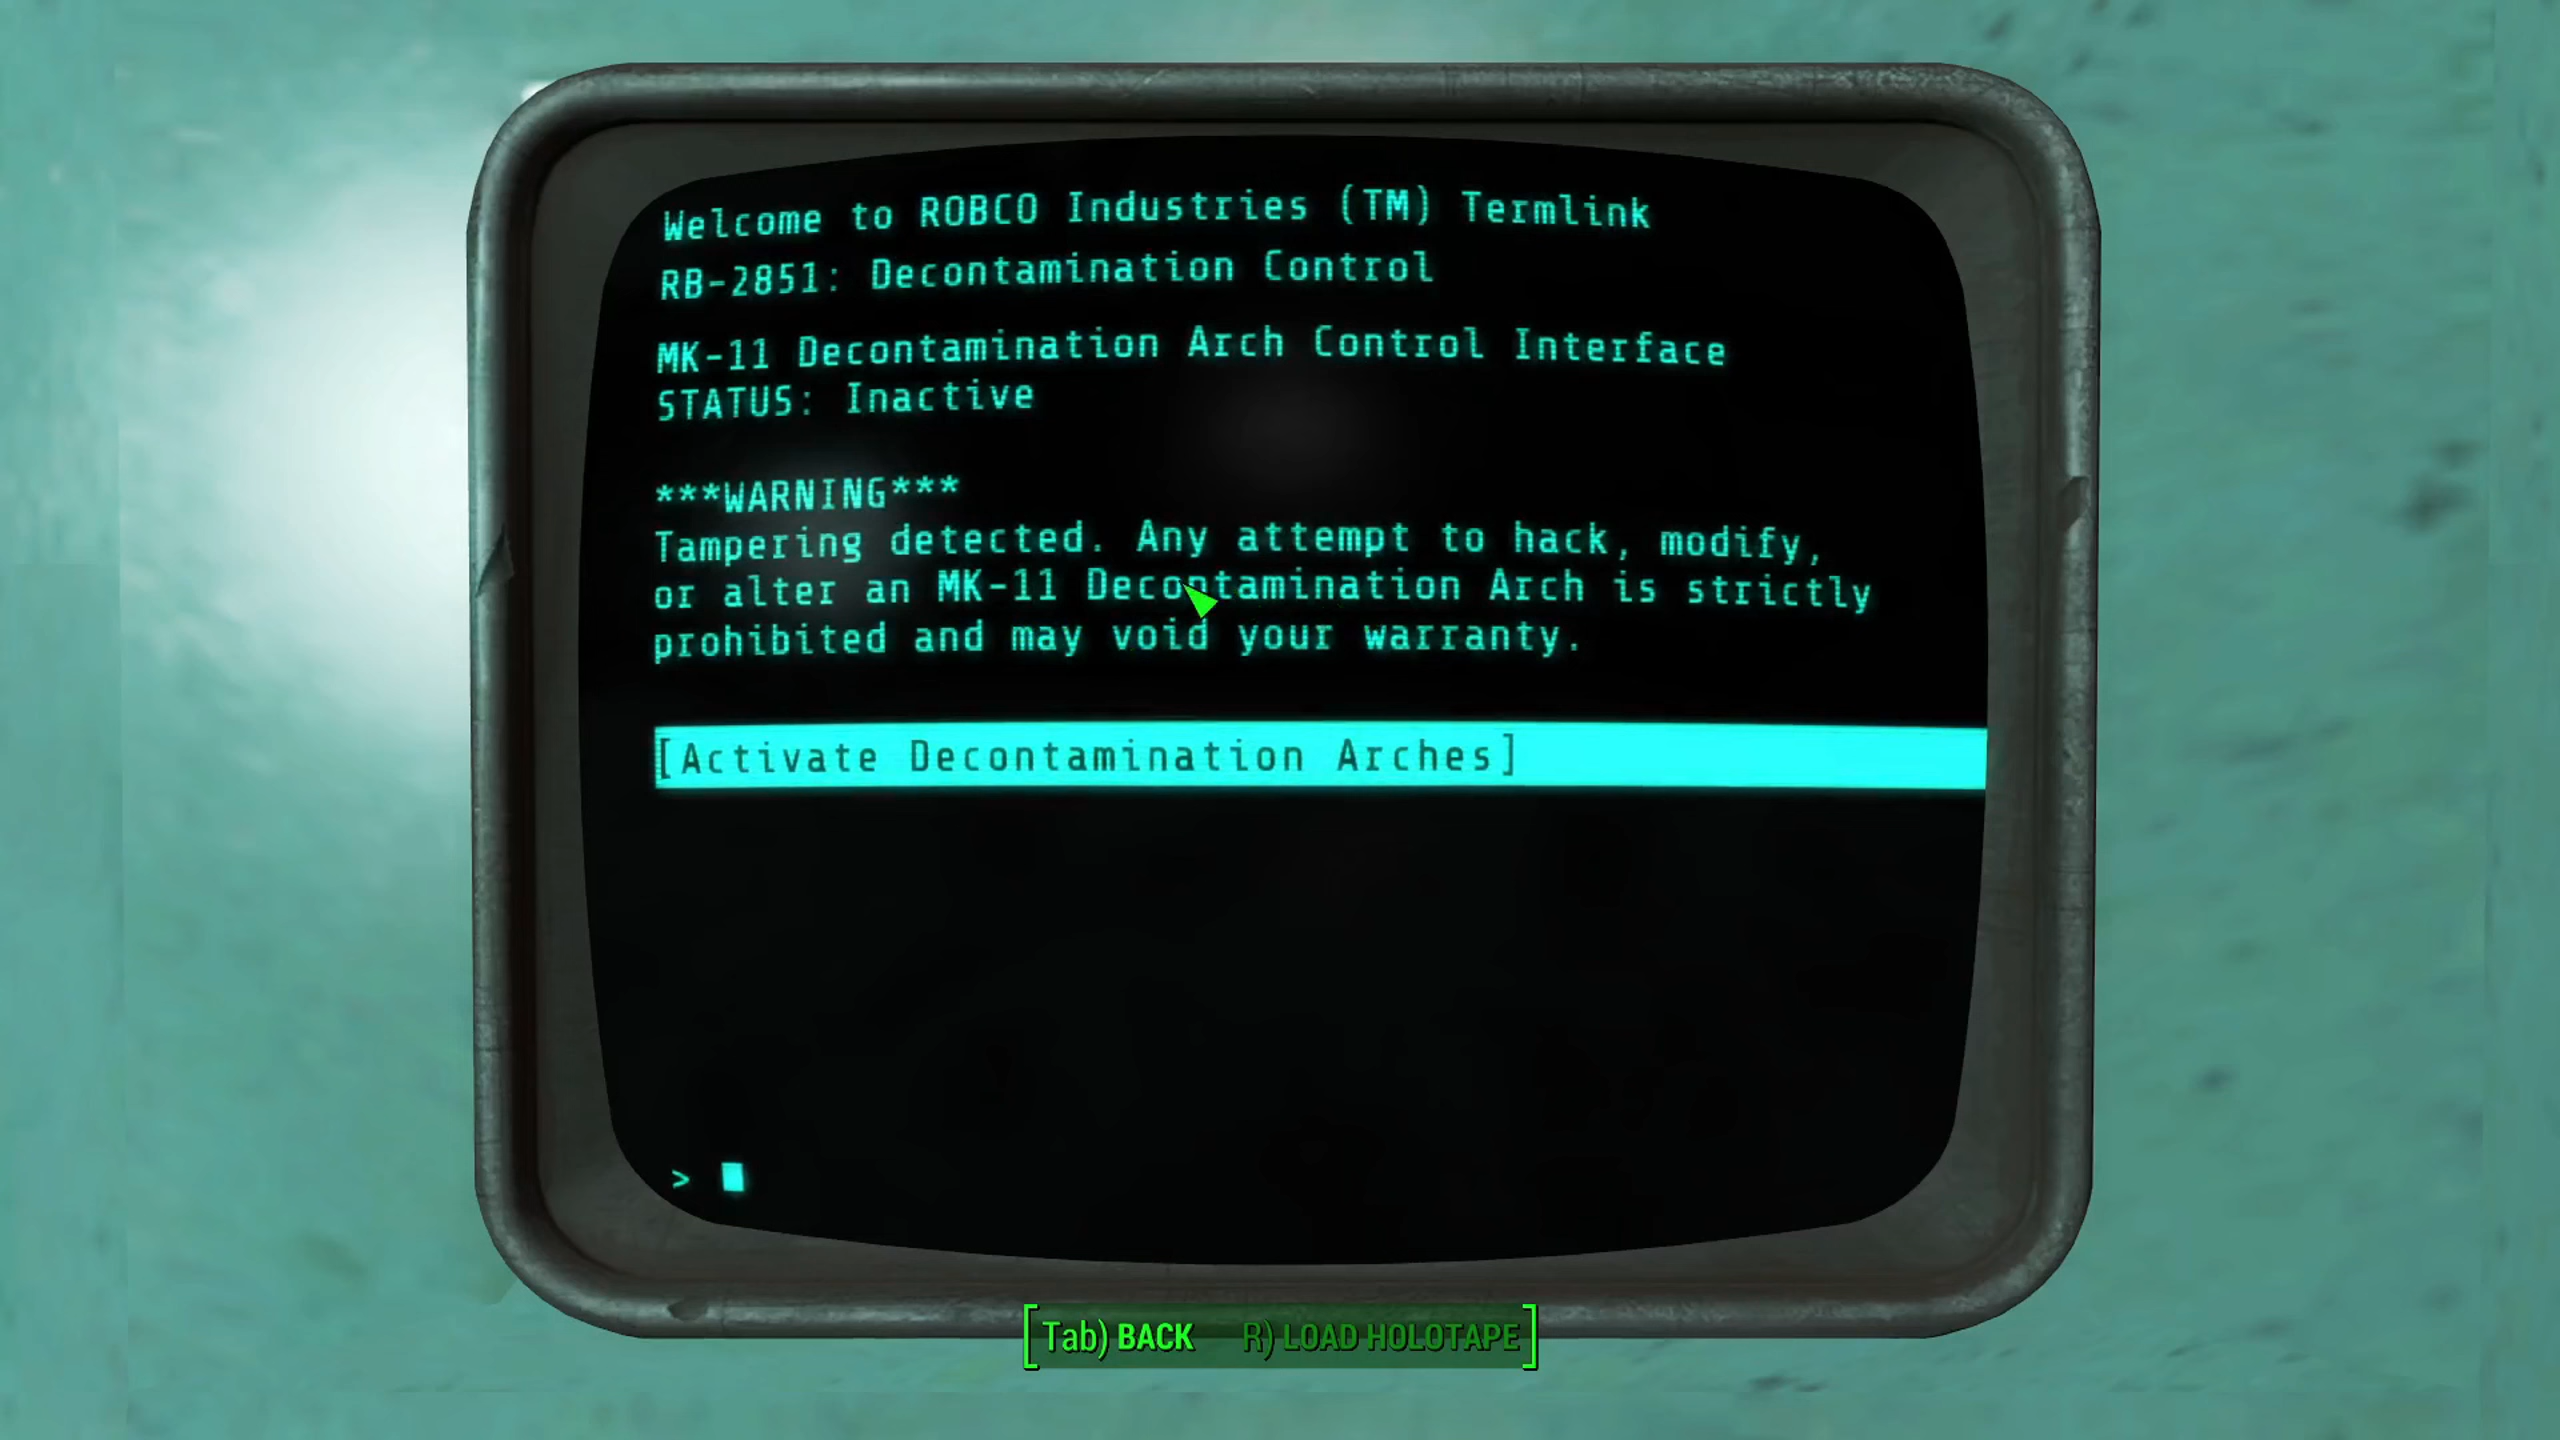 Welcome to ROBCO Industries (TM) Termlink
RB-2851: Decontamination Control
MK-11 Decontamination Arch Control Interface
STATUS: Inactive
***WARNING***
Tampering detected. Any attempt to hack, modify,
or alter an MK-11 Decontamination Arch is strictly
prohibited and may void your warranty.
[Activate Decontamination Arches]
>
Tab) BACK R) LOAD HOLOTAPE